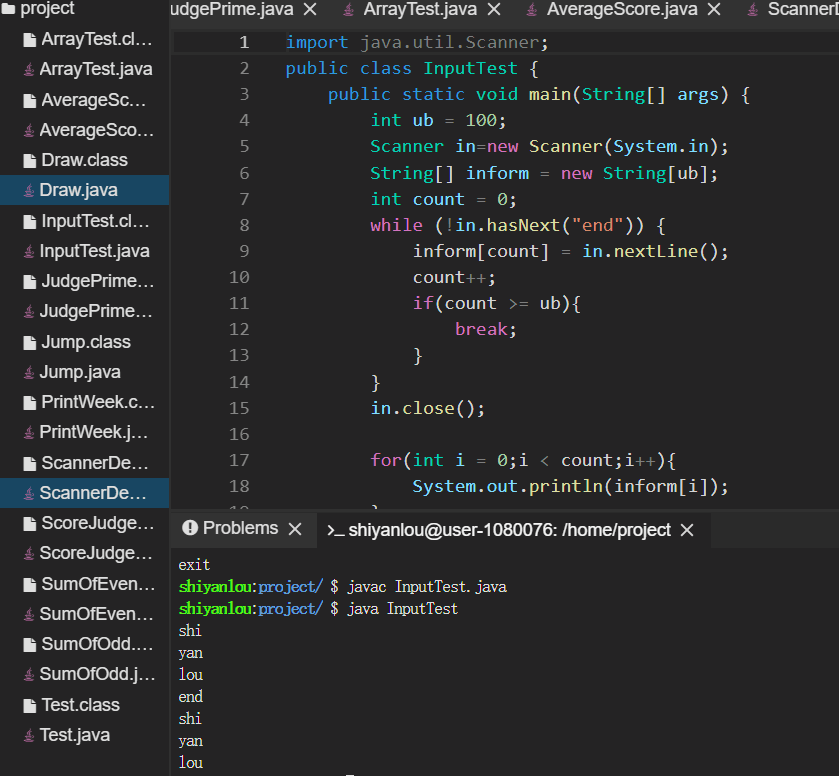 project
ArrayTest.cl...
ArrayTest.java
AverageSc...
AverageSco...
Draw.class
Draw.java
InputTest.cl...
InputTest.java
JudgePrime...
JudgePrime...
Jump.class
Jump.java
PrintWeek.c...
PrintWeek.j...
ScannerDe...
ScannerDe...
ScoreJudge...
ScoreJudge...
SumOfEven...
SumOfEven...
SumOfOdd....
SumOfOdd.j...
Test.class
Test.java
udgePrime.java ArrayTest.java AverageScore.java Scanner
1 import java.util.Scanner;
2 public class InputTest {
3 public static void main(String[] args) {
4 int ub = 100;
5 Scanner in=new Scanner(System.in);
6 String[] inform = new String[ub];
7 int count = 0;
8 while (!in.hasNext("end")) {
9 inform[count] = in.nextLine();
10 count++;
11 if(count >= ub){
12 break;
13 }
14 }
15 in.close();
16
17 for(int i = 0;i < count;i++){
18 System.out.println(inform[i]);
Problems >_ shiyanlou@user-1080076: /home/project
exit
shiyanlou:project/ $ javac InputTest.java
shiyanlou:project/ $ java InputTest
shi
yan
lou
end
shi
yan
lou